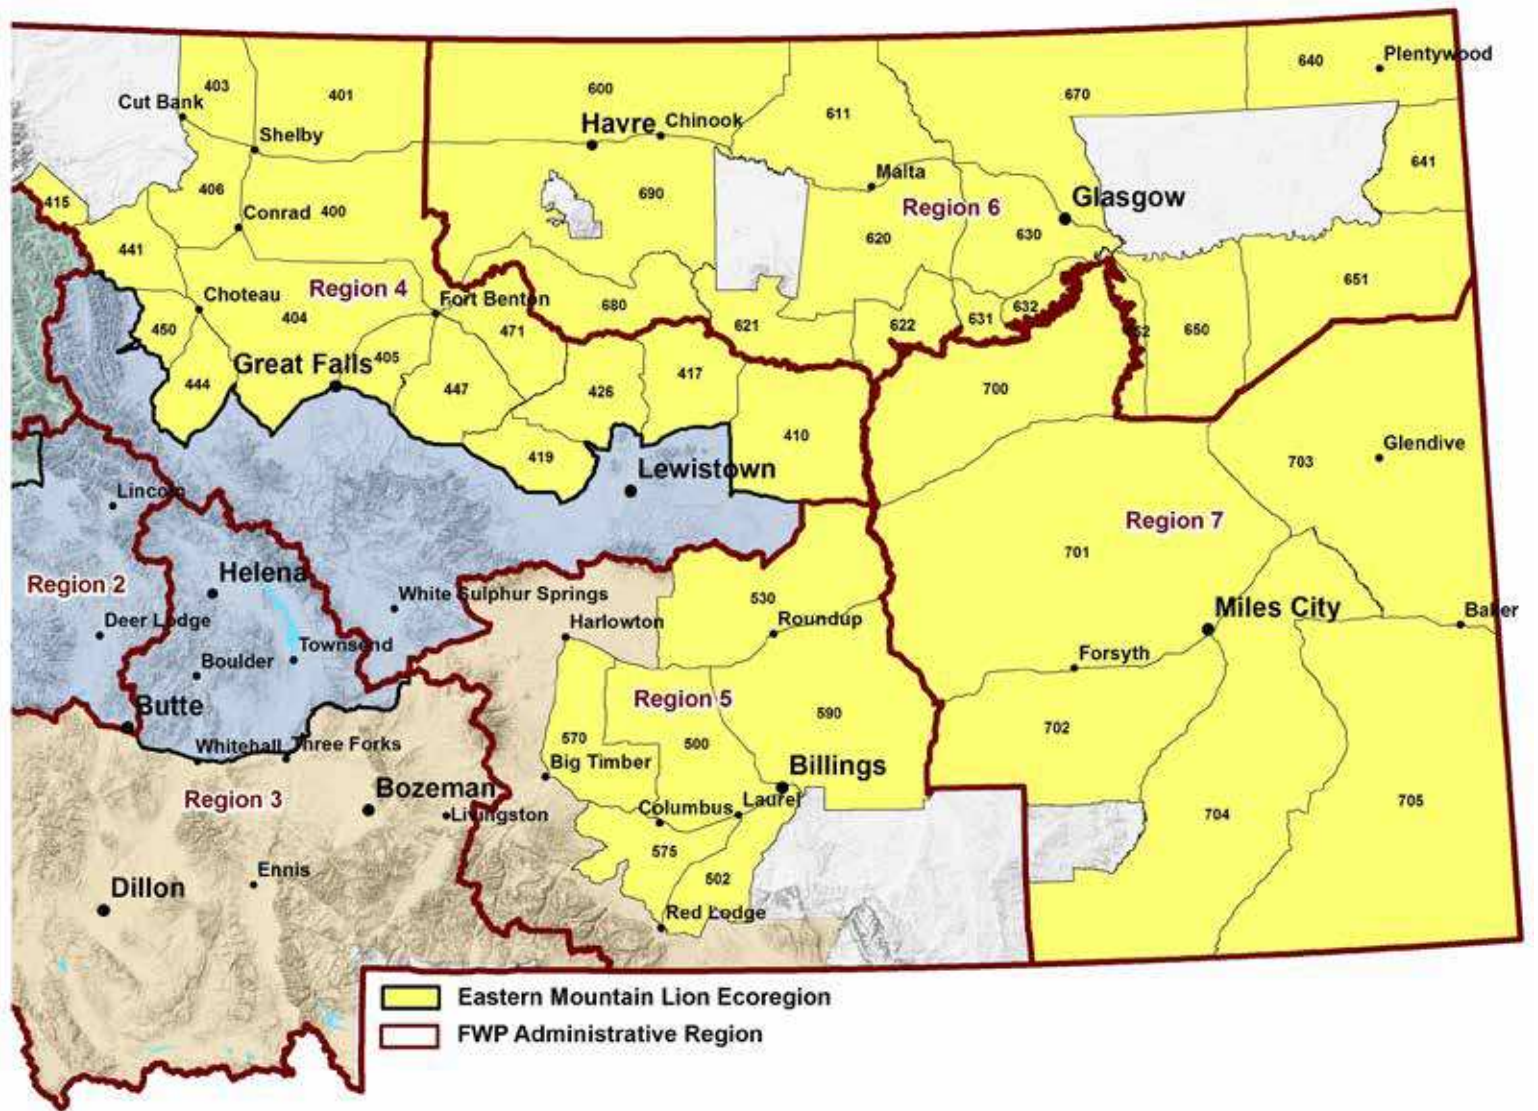 640
Plentywood
403
401
600
670
Cut Bank
611
Havre
Chinook
Shelby
641
Malta
406
690
415
Glasgow
Conrad
400
Region 6
620
630
441
651
Region 4
Choteau
Fort Benton
404
680
632
450
471
621
622
631
52
650
405
Great Falls
417
444
447
426
700
410
Glendive
419
703
Lewistown
Lincoln
Region 7
701
Helena
Region 2
White Sulphur Springs
530
Miles City
Baker
Deer Lodge
Harlowton
Roundup
Townsend
Boulder
Forsyth
Region 5
Butte
590
702
570
500
Whitehall
Three Forks
Big Timber
Billings
Region 3
Bozeman
Columbus
Laurel
705
Livingston
704
575
Ennis
502
Dillon
Red Lodge
Eastern Mountain Lion Ecoregion
FWP Administrative Region